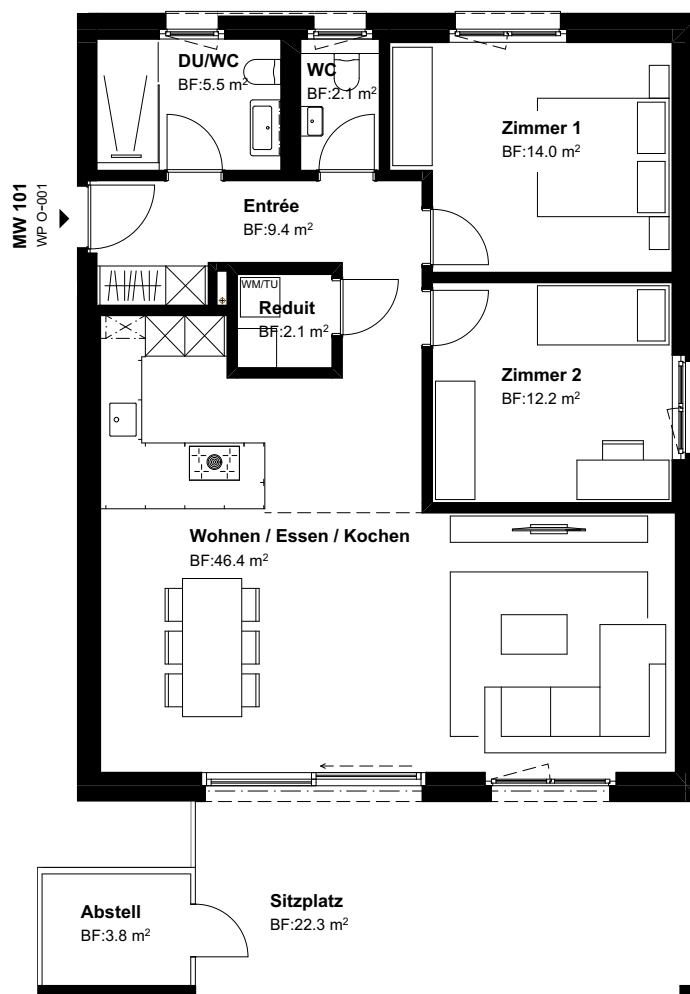 DU/WC
BF:5.5 m²
WC
BF:2.1 m²
Zimmer 1
BF:14.0 m²
MW 101
WP O-001
Entrée
BF:9.4 m²
WM/TU
Reduit
BF:2.1 m²
Zimmer 2
BF:12.2 m²
Wohnen / Essen / Kochen
BF:46.4 m²
Abstell
BF:3.8 m²
Sitzplatz
BF:22.3 m²